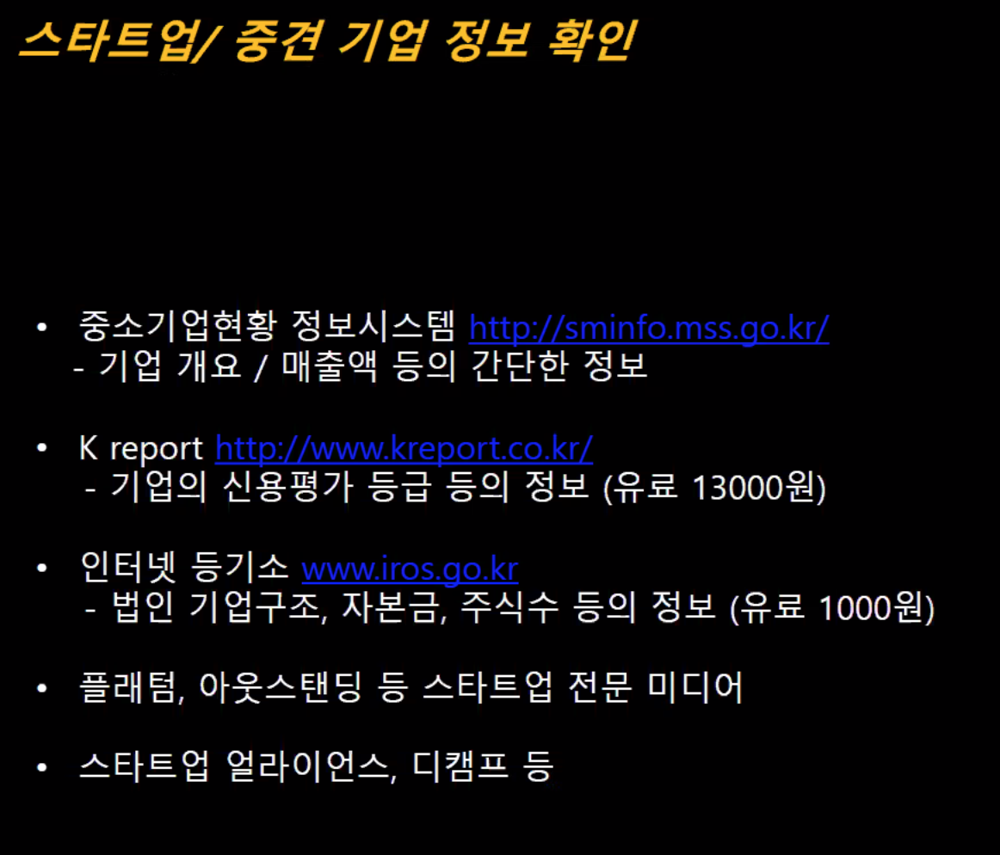 스타트업/ 중견 기업 정보 확인
• 중소기업현황 정보시스템 http://sminfo.mss.go.kr/
- 기업 개요 / 매출액 등의 간단한 정보
• K report http://www.kreport.co.kr/
- 기업의 신용평가 등급 등의 정보 (유료 13000원)
• 인터넷 등기소 www.iros.go.kr
- 법인 기업구조, 자본금, 주식수 등의 정보 (유료 1000원)
• 플래텀, 아웃스탠딩 등 스타트업 전문 미디어
• 스타트업 얼라이언스, 디캠프 등